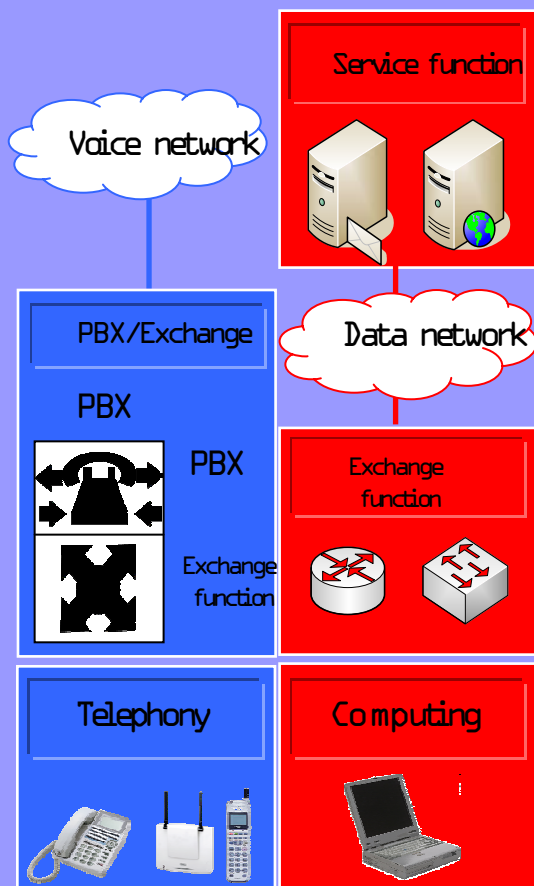 Voice network
PBX/Exchange
PBX
PBX
Exchange
function
Telephony
Service function
Data network
Exchange
function
Computing